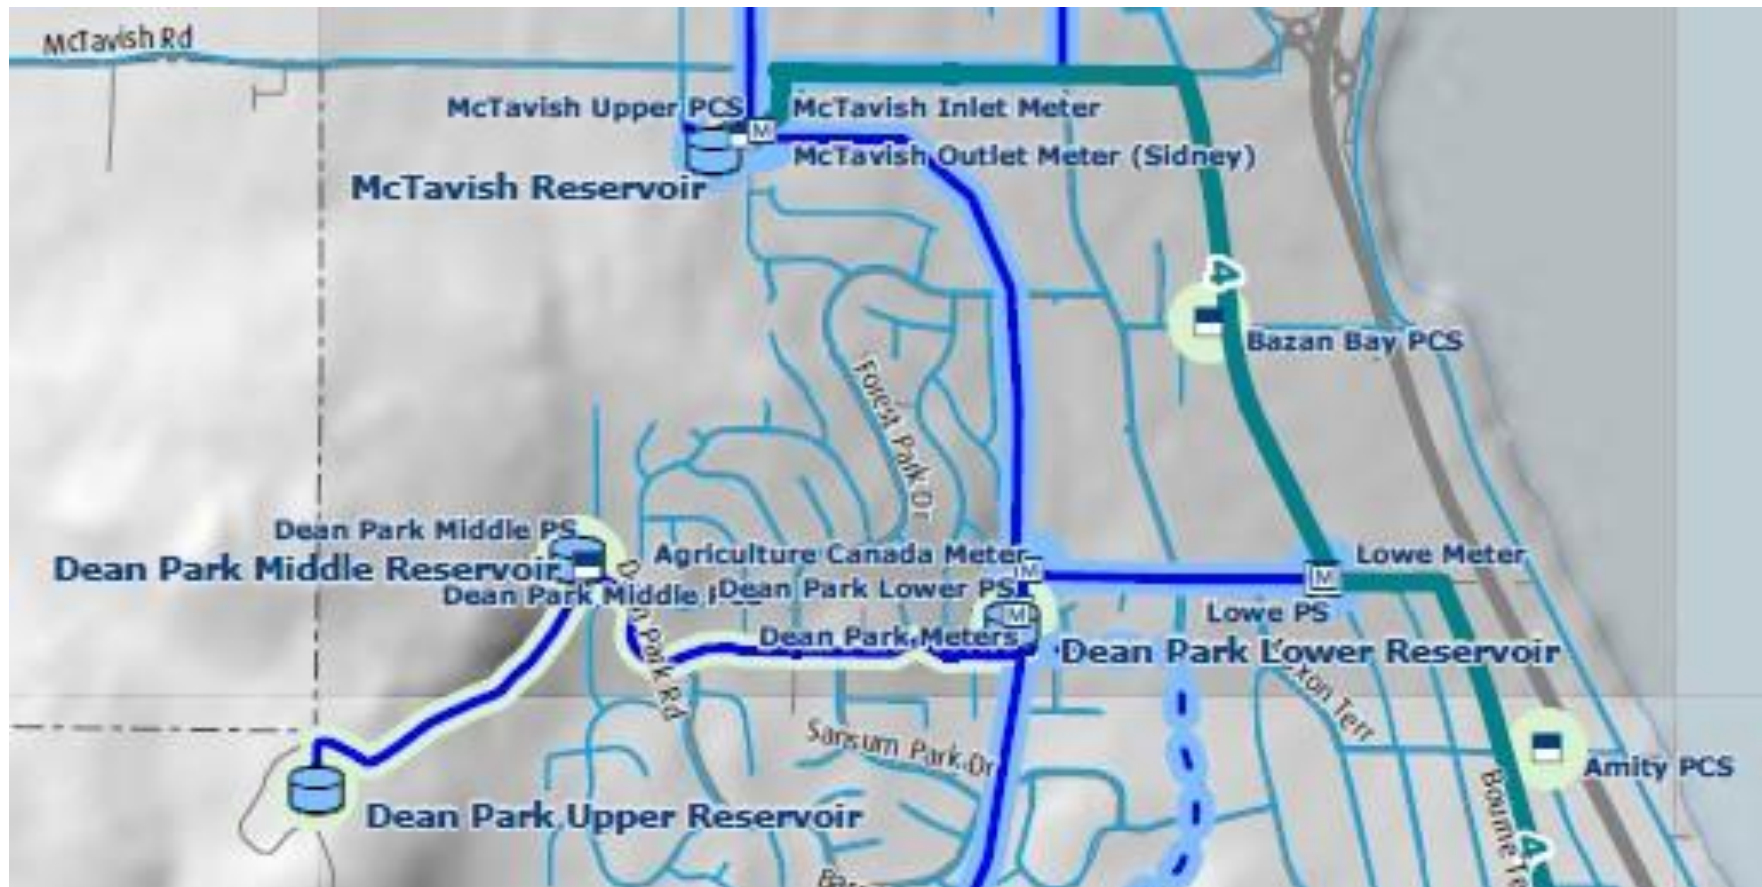 McTavish Rd
McTavish Upper PCS
McTavish Inlet Meter
McTavish Outlet Meter (Sidney)
McTavish Reservoir
4
Bazan Bay PCS
Forest Park Dr
Dean Park Middle PS
Agriculture Canada Meter
Lowe Meter
Dean Park Middle Reservoir
Dean Park Lower PS
Dean Park Middle
Lowe PS
Dean Park Meters
Dean Park Lower Reservoir
Park Rd
Terr
Sansum Park Dr
Amity PCS
Dean Park Upper Reservoir
4
M
M
M
M